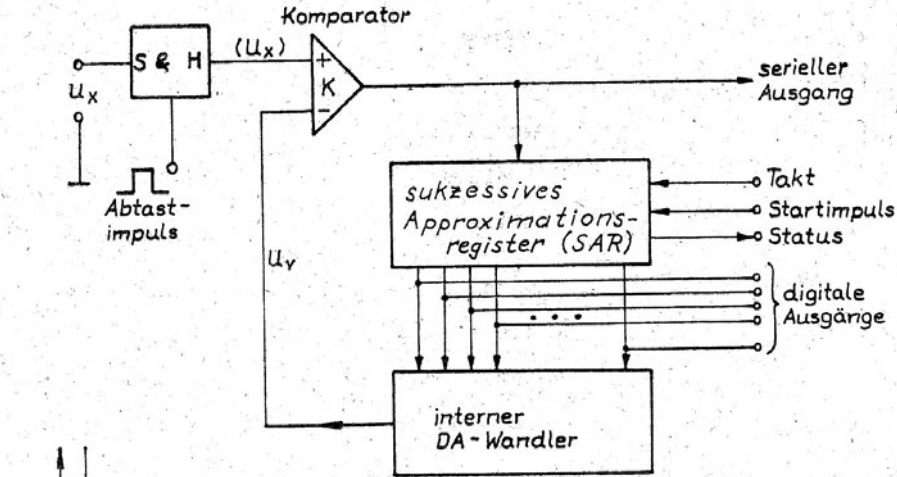 Komparator
S & H
(Ux)
+
K
-
ux
serieller
Ausgang
Abtast-
impuls
sukzessives
Approximations-
register (SAR)
Takt
Startimpuls
Status
uv
digitale
Ausgänge
interner
DA-Wandler